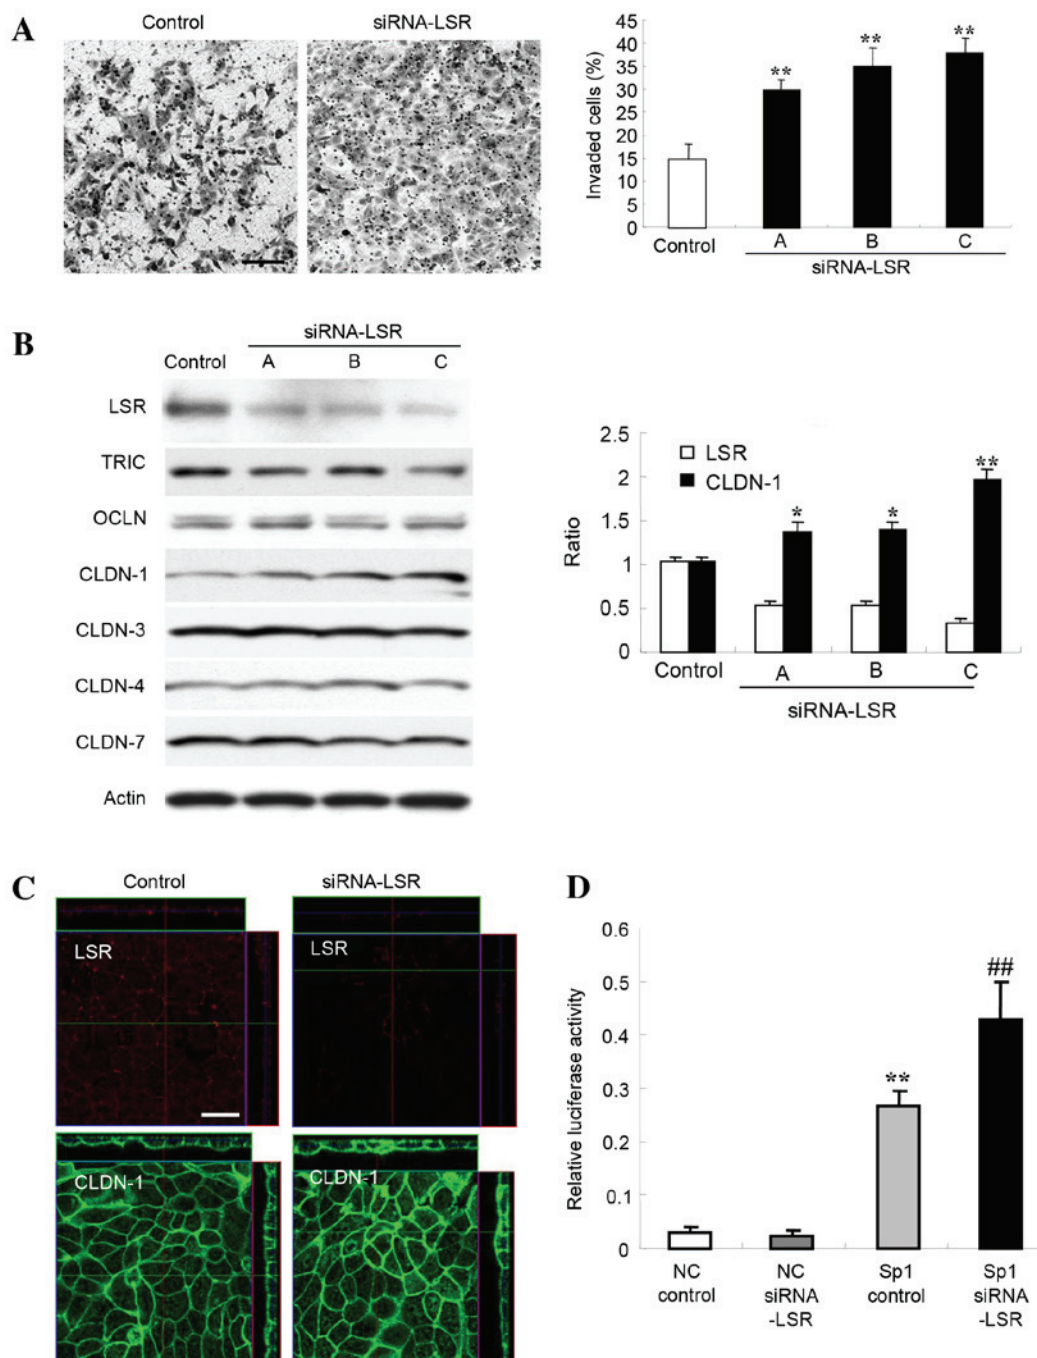 A
Control
siRNA-LSR
Invaded cells (%)
45
40
35
30
25
20
15
10
5
0
**
**
**
Control
A
B
C
siRNA-LSR
B
siRNA-LSR
Control
A
B
C
LSR
TRIC
OCLN
CLDN-1
CLDN-3
CLDN-4
CLDN-7
Actin
Ratio
2.5
2
1.5
1
0.5
0
LSR
CLDN-1
*
*
**
Control
A
B
C
siRNA-LSR
C
Control
siRNA-LSR
LSR
LSR
CLDN-1
CLDN-1
D
Relative luciferase activity
0.6
0.5
0.4
0.3
0.2
0.1
0
**
##
NC
control
NC
siRNA
-LSR
Sp1
control
Sp1
siRNA
-LSR